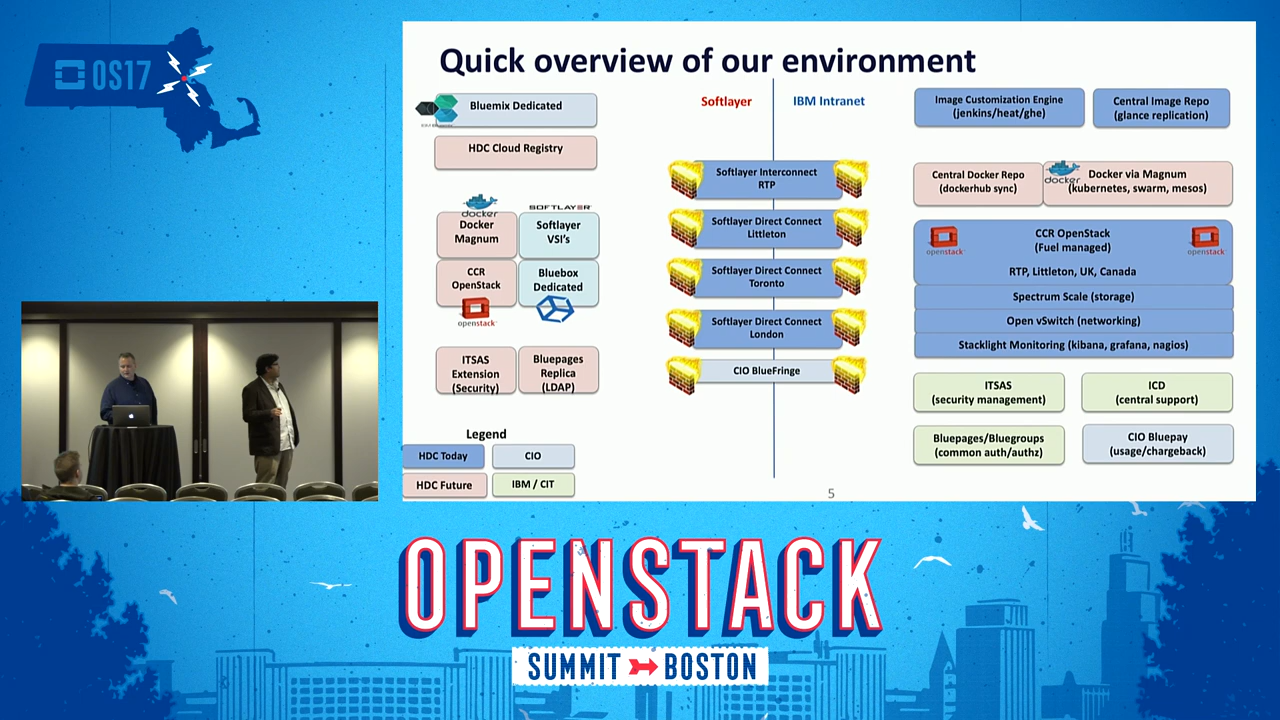 OS17
Quick overview of our environment
Bluemix Dedicated
HDC Cloud Registry
docker
SOFTLAYER
Docker
Magnum
Softlayer
VSI's
CCR
OpenStack
Bluebox
Dedicated
openstack
ITSAS
Extension
(Security)
Bluepages
Replica
(LDAP)
Legend
HDC Today
CIO
HDC Future
IBM / CIT
Softlayer
IBM Intranet
Softlayer Interconnect
RTP
Softlayer Direct Connect
Littleton
Softlayer Direct Connect
Toronto
Softlayer Direct Connect
London
CIO BlueFringe
Image Customization Engine
(jenkins/heat/ghe)
Central Image Repo
(glance replication)
Central Docker Repo
(dockerhub sync)
docker
Docker via Magnum
(kubernetes, swarm, mesos)
openstack
CCR OpenStack
(Fuel managed)
openstack
RTP, Littleton, UK, Canada
Spectrum Scale (storage)
Open vSwitch (networking)
Stacklight Monitoring (kibana, grafana, nagios)
ITSAS
(security management)
ICD
(central support)
Bluepages/Bluegroups
(common auth/authz)
CIO Bluepay
(usage/chargeback)
5
OPENSTACK
SUMMIT BOSTON